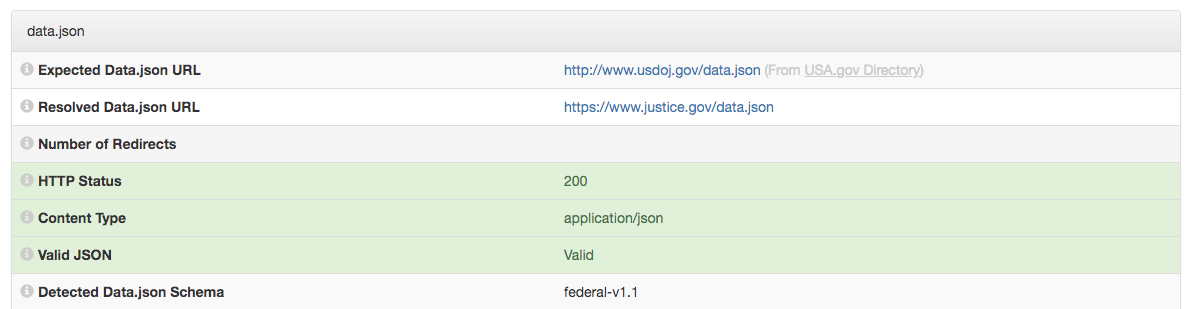 data.json
Expected Data.json URL http://www.usdoj.gov/data.json (From USA.gov Directory)
Resolved Data.json URL https://www.justice.gov/data.json
Number of Redirects
HTTP Status 200
Content Type application/json
Valid JSON Valid
Detected Data.json Schema federal-v1.1